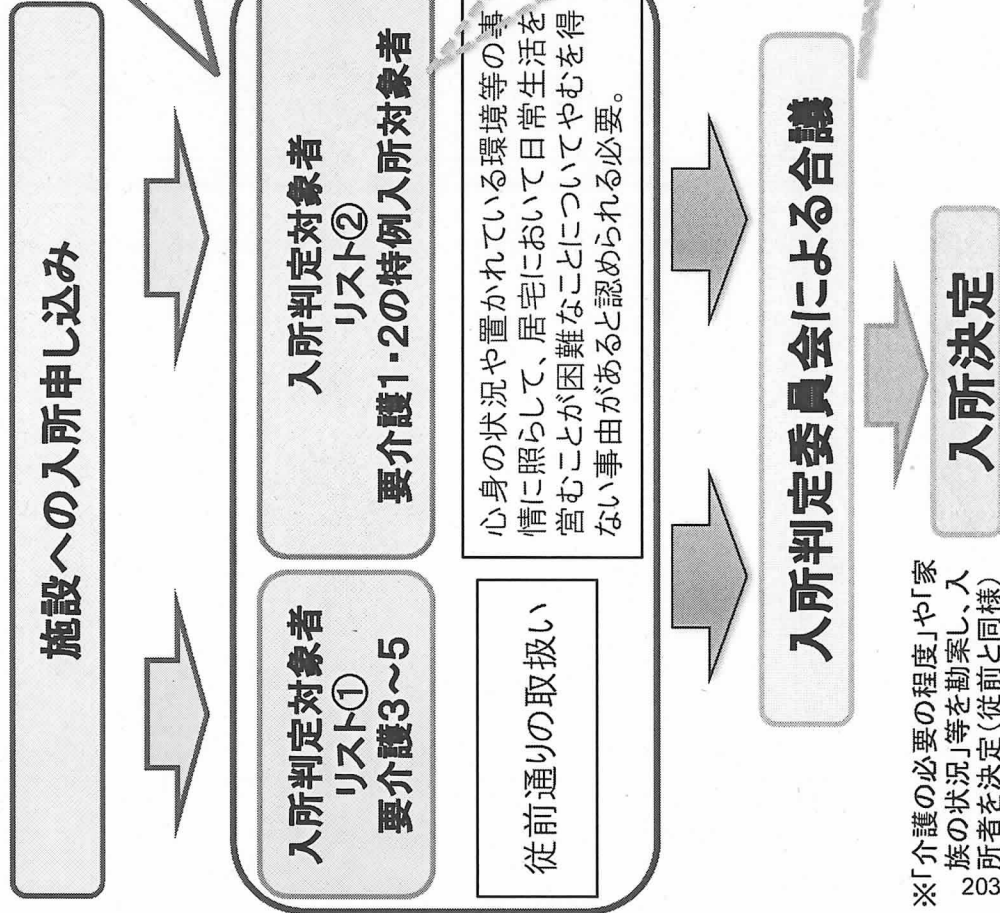 施設への入所申し込み
入所判定対象者
リスト①
要介護3～5
従前通りの取扱い
入所判定対象者
リスト②
要介護1・2の特例入所対象者
心身の状況や置かれている環境等の事
情に照らして、居宅において日常生活を
営むことが困難なことについてやむを得
ない事由があると認められる必要。
入所判定委員会による合議
入所決定
※「介護の必要の程度」や「家
族の状況」等を勘案し、入
所者を決定（従前と同様）
203